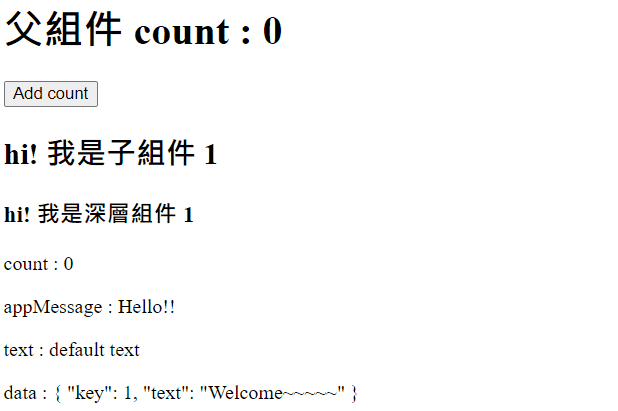 父組件 count : 0
Add count
hi! 我是子組件 1
hi! 我是深層組件 1
count : 0
appMessage : Hello!!
text : default text
data : { "key": 1, "text": "Welcome~~~~~" }